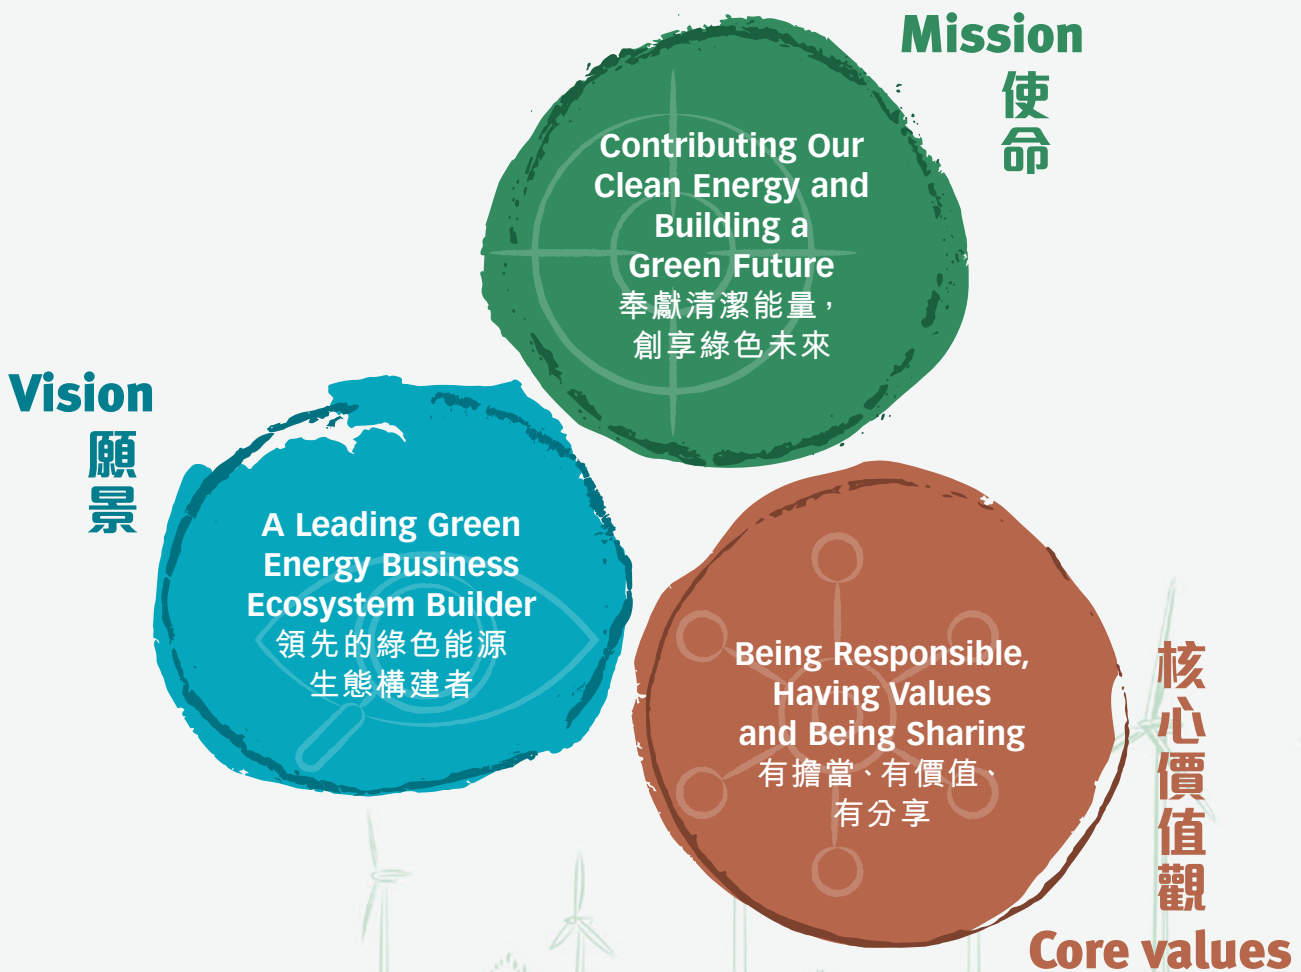 Mission
使
命
Contributing Our
Clean Energy and
Building a
Green Future
奉獻清潔能量，
創享綠色未來
Vision
願
景
A Leading Green
Energy Business
Ecosystem Builder
領先的綠色能源
生態構建者
Being Responsible,
Having Values
and Being Sharing
有擔當、有價值、
有分享
核
心
價
值
觀
Core values